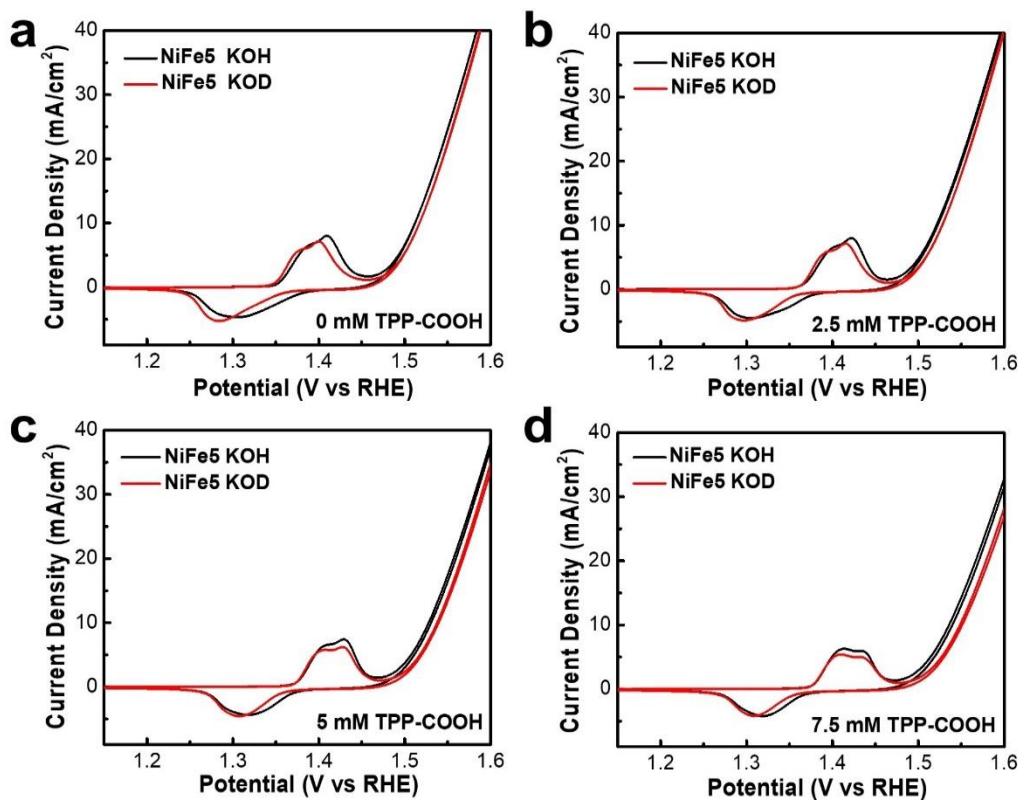 a
NiFe5 KOH
NiFe5 KOD
0 mM TPP-COOH
Current Density (mA/cm²)
40
30
20
10
0
1.2 1.3 1.4 1.5 1.6
Potential (V vs RHE)
b
NiFe5 KOH
NiFe5 KOD
2.5 mM TPP-COOH
Current Density (mA/cm²)
40
30
20
10
0
1.2 1.3 1.4 1.5 1.6
Potential (V vs RHE)
c
NiFe5 KOH
NiFe5 KOD
5 mM TPP-COOH
Current Density (mA/cm²)
40
30
20
10
0
1.2 1.3 1.4 1.5 1.6
Potential (V vs RHE)
d
NiFe5 KOH
NiFe5 KOD
7.5 mM TPP-COOH
Current Density (mA/cm²)
40
30
20
10
0
1.2 1.3 1.4 1.5 1.6
Potential (V vs RHE)